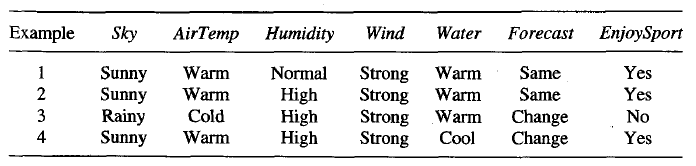 Example Sky AirTemp Humidity Wind Water Forecast EnjoySport
1 Sunny Warm Normal Strong Warm Same Yes
2 Sunny Warm High Strong Warm Same Yes
3 Rainy Cold High Strong Warm Change No
4 Sunny Warm High Strong Cool Change Yes